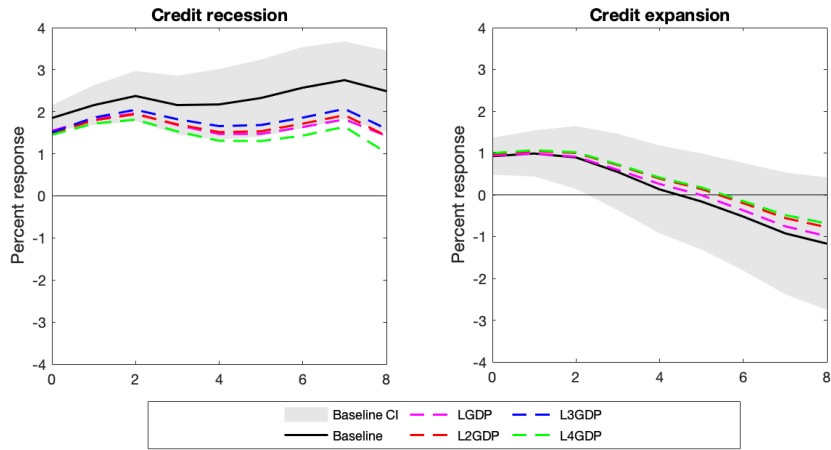 Credit recession
Credit expansion
Percent response
4
3
2
1
0
-1
-2
-3
-4
0
2
4
6
8
Percent response
4
3
2
1
0
-1
-2
-3
-4
0
2
4
6
8
Baseline CI
LGDP
L3GDP
Baseline
L2GDP
L4GDP